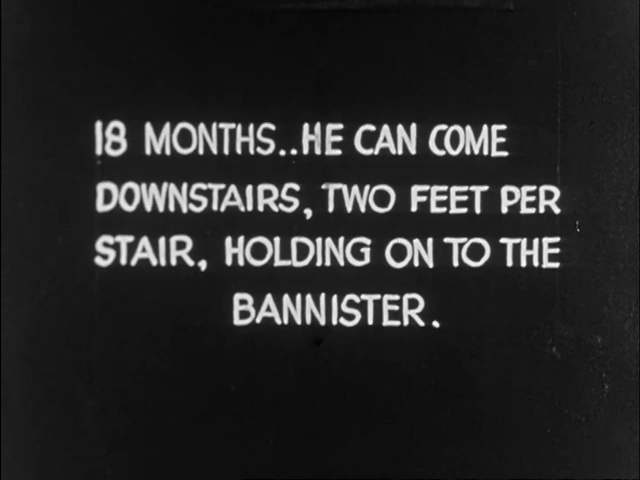 18 MONTHS..HE CAN COME
DOWNSTAIRS, TWO FEET PER
STAIR, HOLDING ON TO THE
BANNISTER.